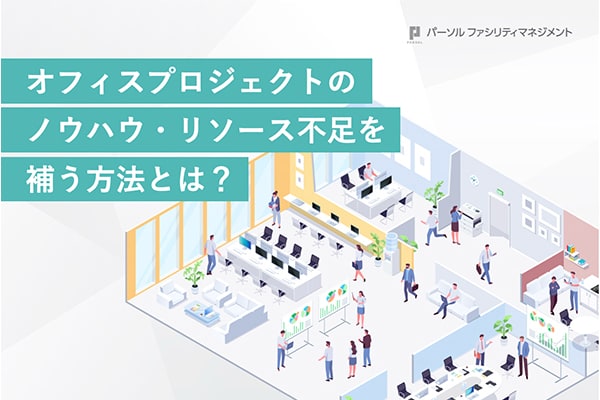 パーソル ファシリティマネジメント
オフィスプロジェクトの
ノウハウ・リソース不足を
補う方法とは？